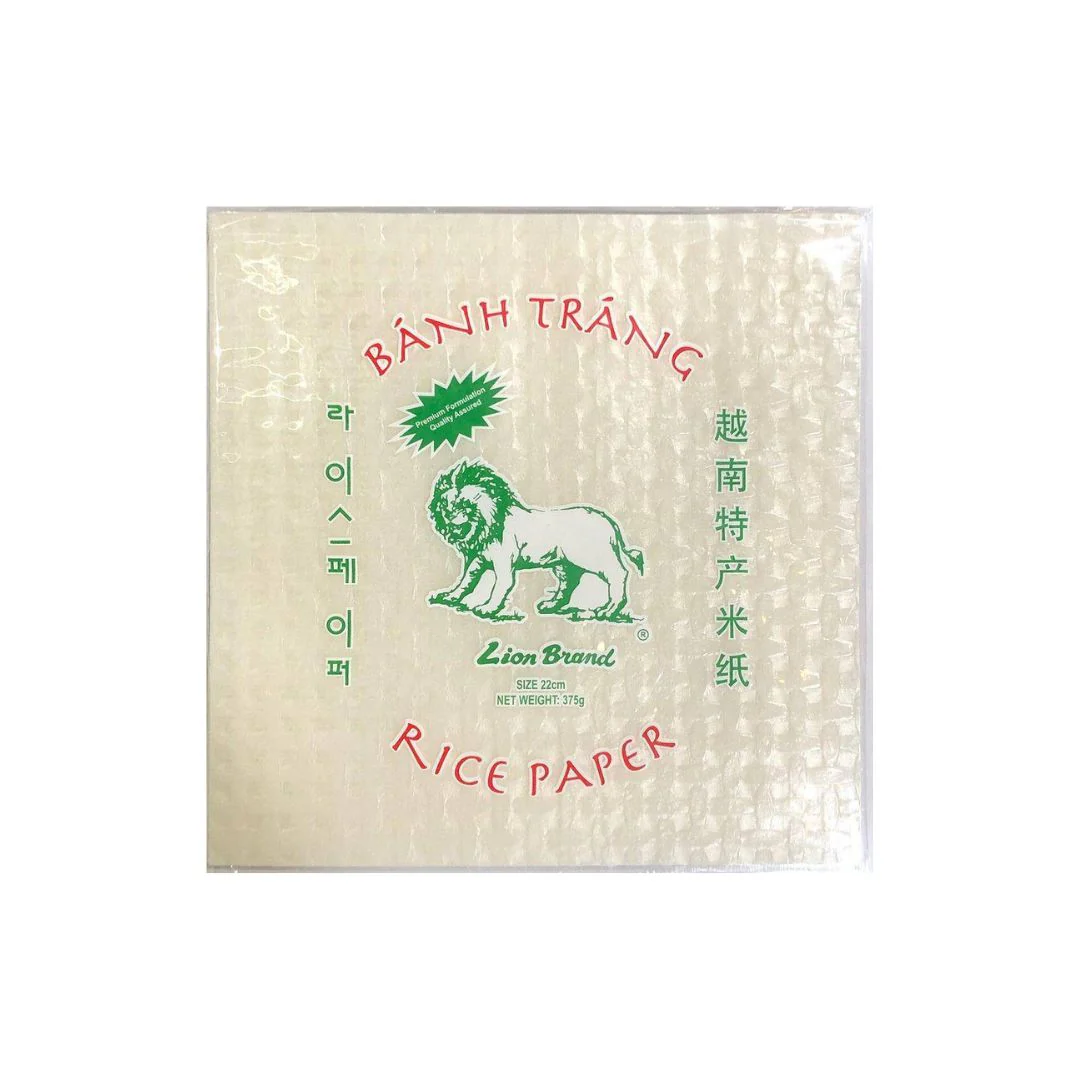 BÁNH TRÁNG
Premium Formulation
Quality Assured
라이스페이퍼
越南特产米纸
®
Lion Brand
SIZE 22cm
NET WEIGHT: 375g
RICE PAPER